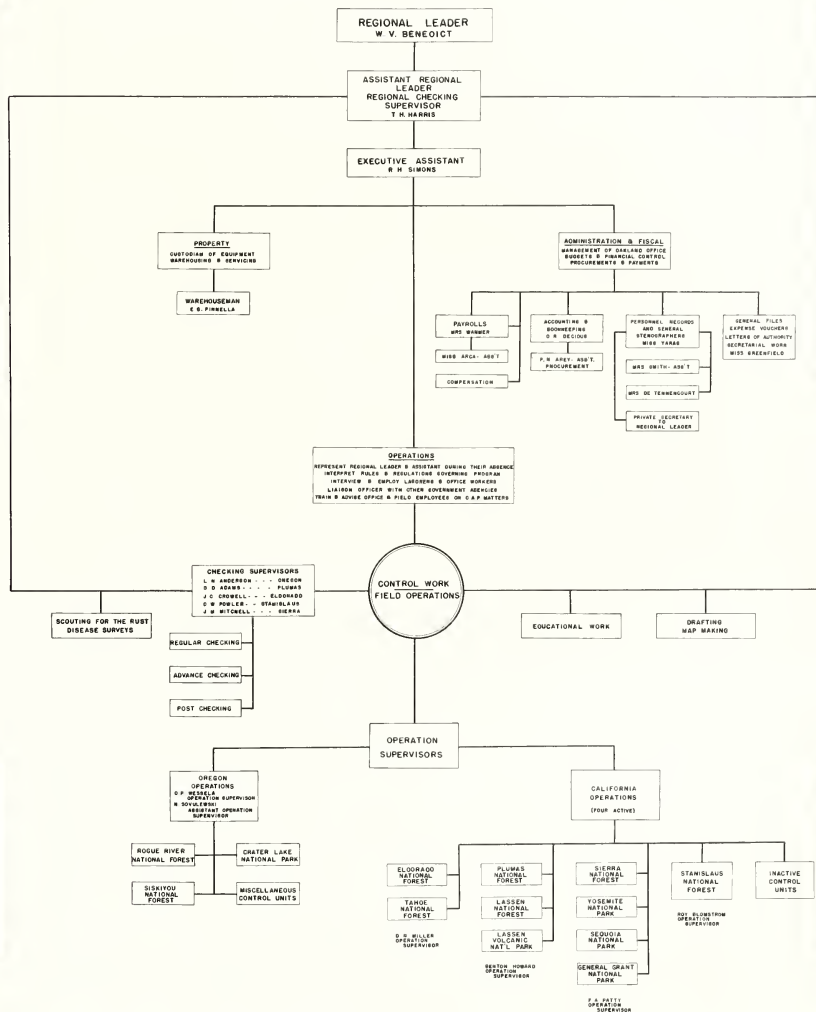 REGIONAL LEADER
W. V. BENEDICT
ASSISTANT REGIONAL
LEADER
REGIONAL CHECKING
SUPERVISOR
T H. HARRIS
EXECUTIVE ASSISTANT
R H SIMONS
PROPERTY
CUSTODIAN OF EQUIPMENT
WAREHOUSING & SERVICING
WAREHOUSEMAN
E G. PINNELLA
ADMINISTRATION & FISCAL
MANAGEMENT OF OAKLAND OFFICE
BUDGETS & FINANCIAL CONTROL
PROCUREMENTS & PAYMENTS
PAYROLLS
MRS WANMER
MISS ARCA- ASS'T
COMPENSATION
ACCOUNTING &
BOOKKEEPING
O R DECIOUS
P. N AREY- ASS'T.
PROCUREMENT
PERSONNEL RECORDS
AND GENERAL
STENOGRAPHERS
MISS YARAS
MRS SMITH- ASS'T
MRS DE TEMMENCOURT
PRIVATE SECRETARY
TO
REGIONAL LEADER
GENERAL FILES
EXPENSE VOUCHERS
LETTERS OF AUTHORITY
SECRETARIAL WORK
MISS GREENFIELD
OPERATIONS
REPRESENT REGIONAL LEADER & ASSISTANT DURING THEIR ABSENCE
INTERPRET RULES & REGULATIONS GOVERNING PROGRAM
INTERVIEW & EMPLOY LABORERS & OFFICE WORKERS
LIAISON OFFICER WITH OTHER GOVERNMENT AGENCIES
TRAIN & ADVISE OFFICE & FIELD EMPLOYEES ON C A P MATTERS
SCOUTING FOR THE RUST
DISEASE SURVEYS
CHECKING SUPERVISORS
L N ANDERSON - - - OREGON
D D ADAMS - - - - PLUMAS
J C CROWELL - - - ELDORADO
C W FOWLER - - STANISLAUS
J M MITCHELL - - - SIERRA
REGULAR CHECKING
ADVANCE CHECKING
POST CHECKING
CONTROL WORK
FIELD OPERATIONS
EDUCATIONAL WORK
DRAFTING
MAP MAKING
OPERATION
SUPERVISORS
OREGON
OPERATIONS
D P WESSELA
OPERATION SUPERVISOR
N SOVULEWSKI
ASSISTANT OPERATION
SUPERVISOR
ROGUE RIVER
NATIONAL FOREST
CRATER LAKE
NATIONAL PARK
SISKIYOU
NATIONAL
FOREST
MISCELLANEOUS
CONTROL UNITS
CALIFORNIA
OPERATIONS
(FOUR ACTIVE)
ELDORADO
NATIONAL
FOREST
TAHOE
NATIONAL
FOREST
D R MILLER
OPERATION
SUPERVISOR
PLUMAS
NATIONAL
FOREST
LASSEN
NATIONAL
FOREST
LASSEN
VOLCANIC
NAT'L PARK
BENTON HOWARD
OPERATION
SUPERVISOR
SIERRA
NATIONAL
FOREST
YOSEMITE
NATIONAL
PARK
SEQUOIA
NATIONAL
PARK
GENERAL GRANT
NATIONAL
PARK
F A PATTY
OPERATION
SUPERVISOR
STANISLAUS
NATIONAL
FOREST
ROY BLOMSTROM
OPERATION
SUPERVISOR
INACTIVE
CONTROL
UNITS